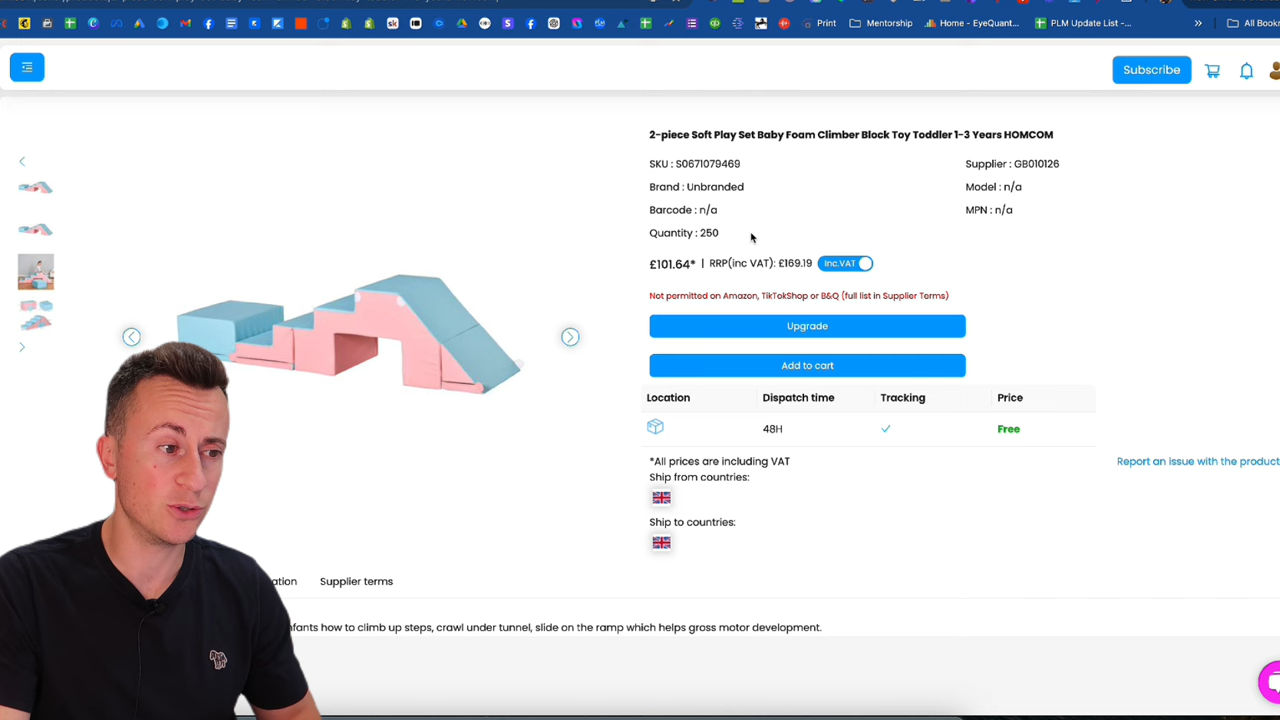 Print
Mentorship
Home - EyeQuant...
PLM Update List -...
»
All Bookm
Subscribe
2-piece Soft Play Set Baby Foam Climber Block Toy Toddler 1-3 Years HOMCOM
SKU : S0671079469
Supplier : GB010126
Brand : Unbranded
Model : n/a
Barcode : n/a
MPN : n/a
Quantity : 250
£101.64* | RRP(inc VAT): £169.19 Inc.VAT
Not permitted on Amazon, TikTokShop or B&Q (full list in Supplier Terms)
Upgrade
Add to cart
Location Dispatch time Tracking Price
48H Free
*All prices are including VAT
Report an issue with the product
Ship from countries:
Ship to countries:
ation Supplier terms
nfants how to climb up steps, crawl under tunnel, slide on the ramp which helps gross motor development.